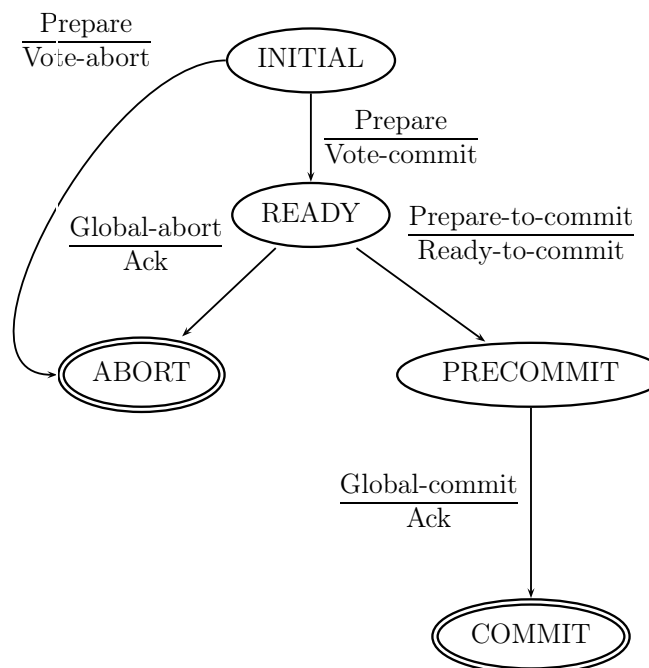 Prepare
Vote-abort
INITIAL
Prepare
Vote-commit
READY
Global-abort
Ack
Prepare-to-commit
Ready-to-commit
ABORT
PRECOMMIT
Global-commit
Ack
COMMIT